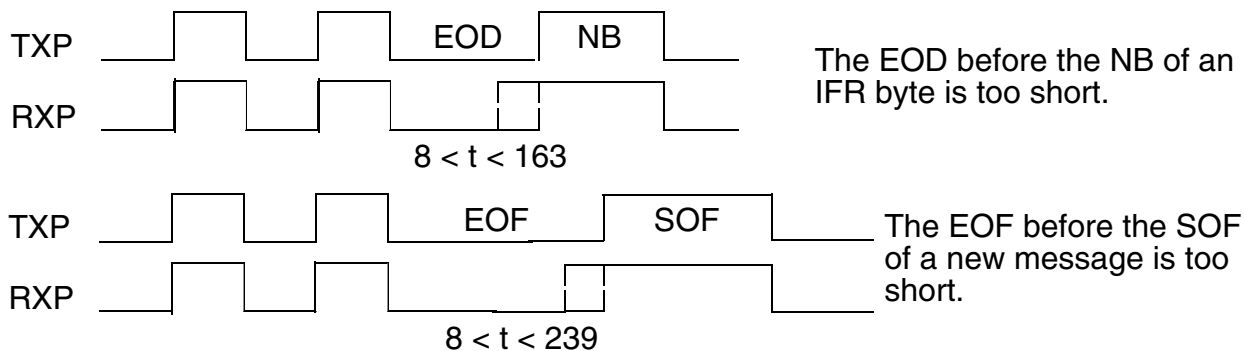 TXP EOD NB
The EOD before the NB of an
IFR byte is too short.
RXP
8 < t < 163
TXP EOF SOF
The EOF before the SOF
of a new message is too
short.
RXP
8 < t < 239